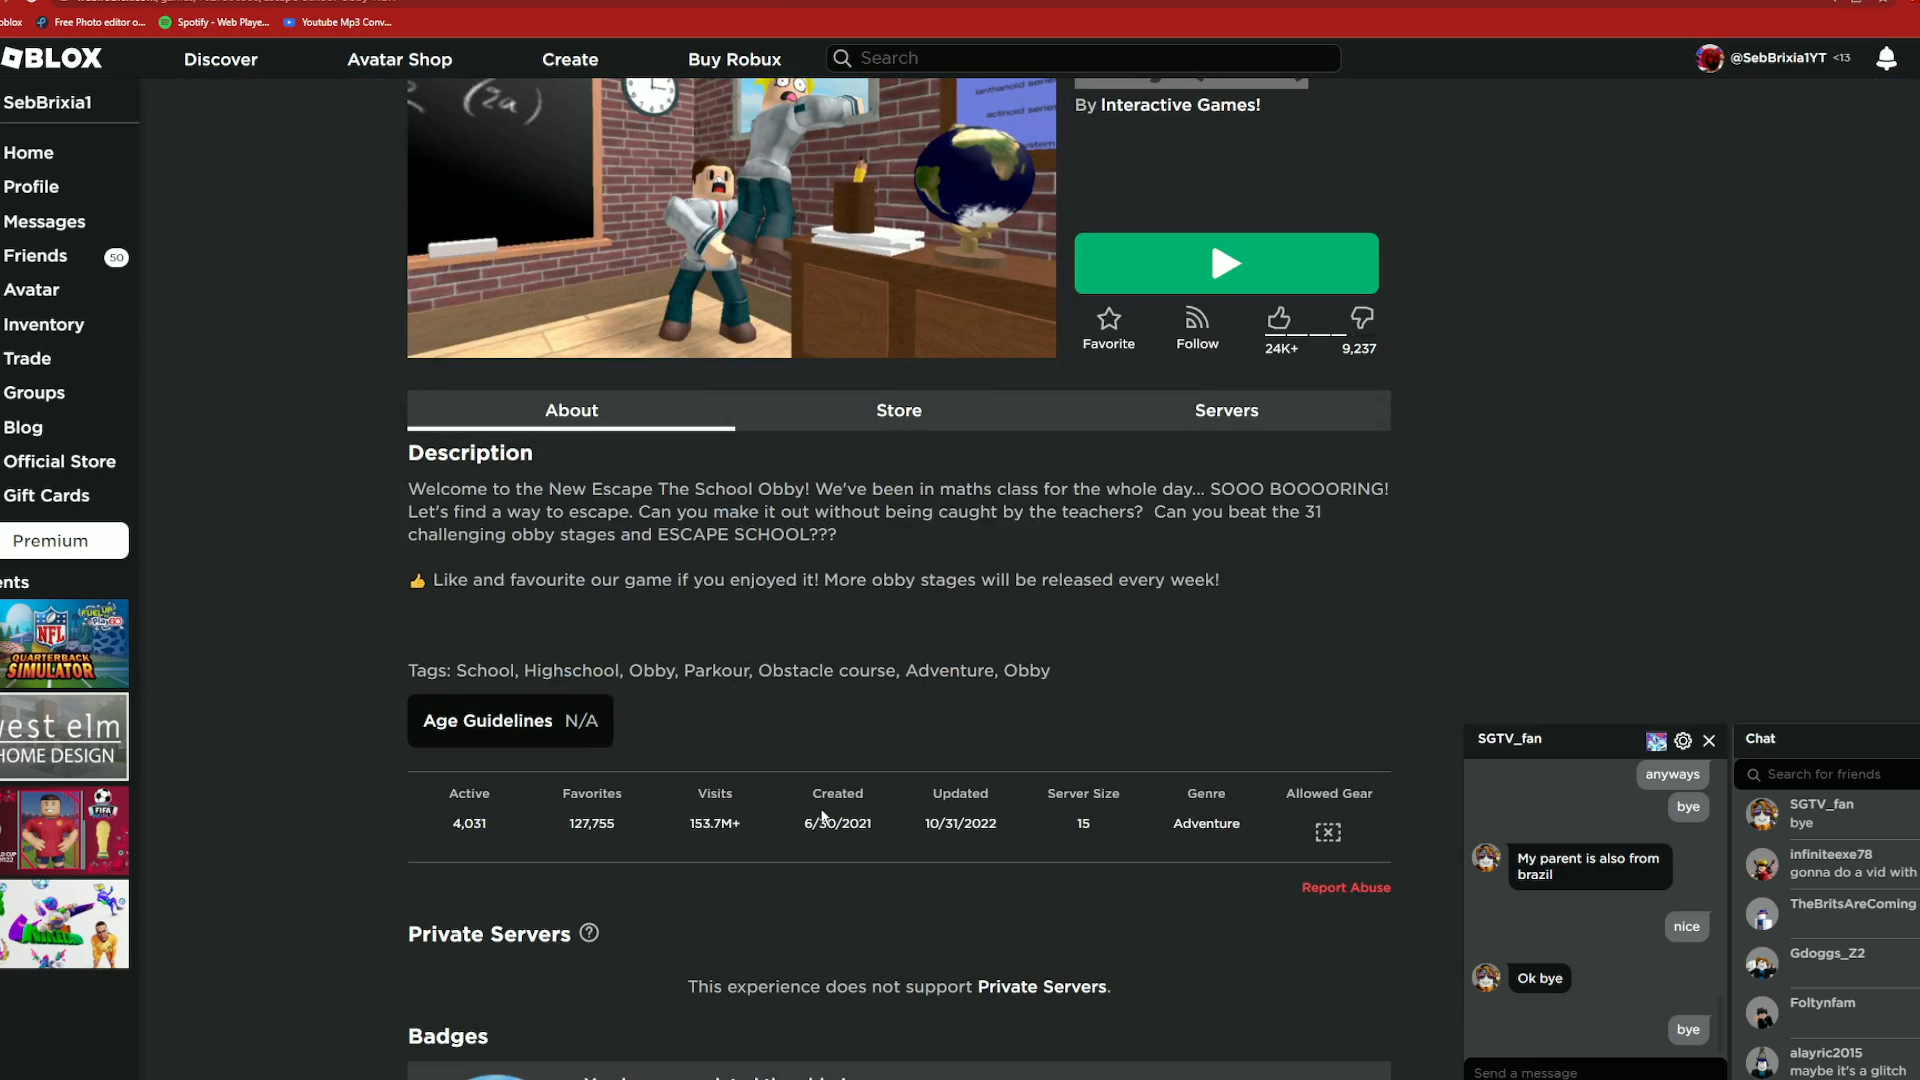 oblox
Free Photo editor o...
Spotify - Web Playe...
Youtube Mp3 Conv...
BLOX
Discover
Avatar Shop
Create
Buy Robux
Search
@SebBrixia1YT
<13
SebBrixia1
Home
Profile
Messages
Friends
50
Avatar
Inventory
Trade
Groups
Blog
Official Store
Gift Cards
Premium
ents
NFL
QUARTERBACK
SIMULATOR
west elm
HOME DESIGN
FIFA
(2a)
lanthanoid series
actinoid series
By Interactive Games!
Favorite
Follow
24K+
9,237
About
Store
Servers
Description
Welcome to the New Escape The School Obby! We've been in maths class for the whole day... SOOO BOOOORING!
Let's find a way to escape. Can you make it out without being caught by the teachers?  Can you beat the 31
challenging obby stages and ESCAPE SCHOOL???
👍 Like and favourite our game if you enjoyed it! More obby stages will be released every week!
Tags: School, Highschool, Obby, Parkour, Obstacle course, Adventure, Obby
Age Guidelines N/A
Active
Favorites
Visits
Created
Updated
Server Size
Genre
Allowed Gear
4,031
127,755
153.7M+
6/30/2021
10/31/2022
15
Adventure
Report Abuse
Private Servers
This experience does not support Private Servers.
Badges
SGTV_fan
anyways
bye
My parent is also from
brazil
nice
Ok bye
bye
Send a message
Chat
Search for friends
SGTV_fan
bye
infiniteexe78
gonna do a vid with
TheBritsAreComing
Gdoggs_Z2
Foltynfam
alayric2015
maybe it's a glitch